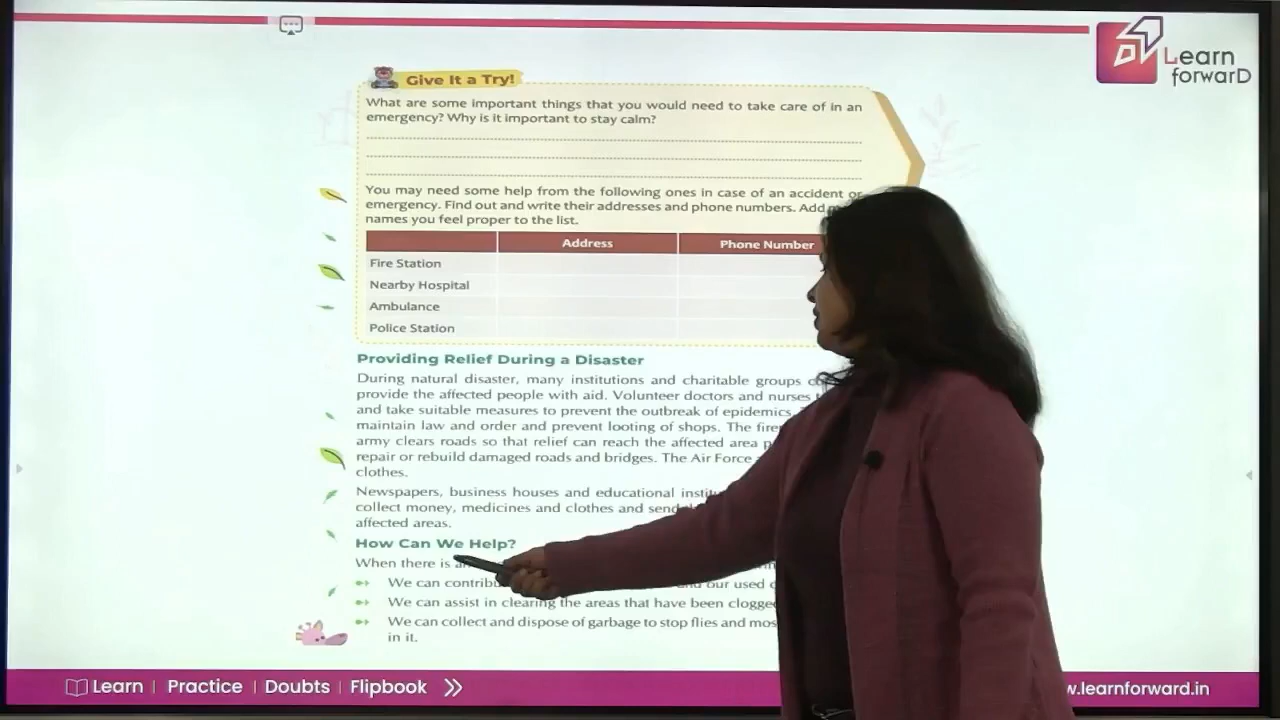 Learn
forwarD
Give It a Try!
What are some important things that you would need to take care of in an
emergency? Why is it important to stay calm?
You may need some help from the following ones in case of an accident or
emergency. Find out and write their addresses and phone numbers. Add
names you feel proper to the list.
Address Phone Number
Fire Station
Nearby Hospital
Ambulance
Police Station
Providing Relief During a Disaster
During natural disaster, many institutions and charitable groups
provide the affected people with aid. Volunteer doctors and nurses
and take suitable measures to prevent the outbreak of epidemics.
maintain law and order and prevent looting of shops. The
army clears roads so that relief can reach the affected area
repair or rebuild damaged roads and bridges. The Air Force
clothes.
Newspapers, business houses and educational
collect money, medicines and clothes and send
affected areas.
How Can We Help?
When there is
We can our used
We can assist in clearing the areas that have been clogged
We can collect and dispose of garbage to stop flies and
in it.
Learn | Practice | Doubts | Flipbook
w.learnforward.in